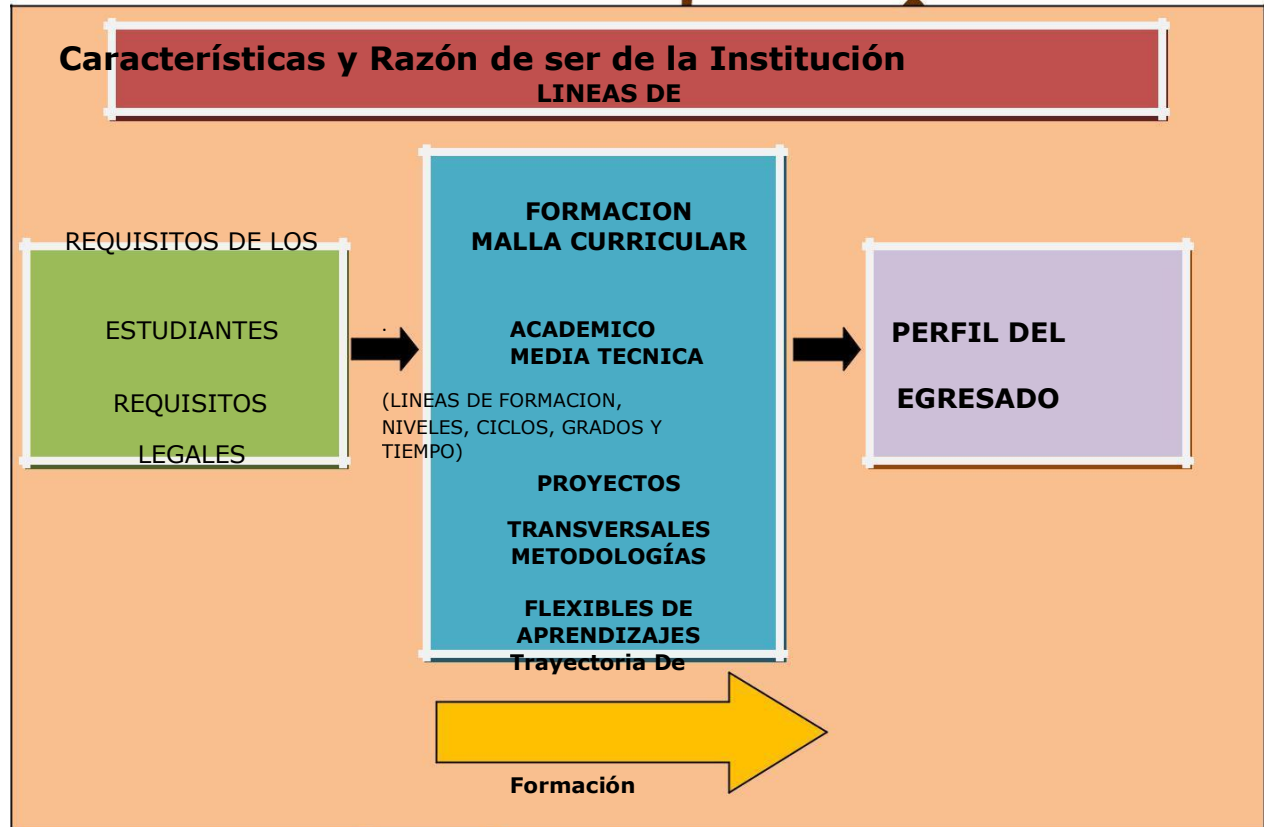 Características y Razón de ser de la Institución
LINEAS DE
REQUISITOS DE LOS
ESTUDIANTES
REQUISITOS
LEGALES
FORMACION
MALLA CURRICULAR
.
ACADEMICO
MEDIA TECNICA
(LINEAS DE FORMACION,
NIVELES, CICLOS, GRADOS Y
TIEMPO)
PROYECTOS
TRANSVERSALES
METODOLOGÍAS
FLEXIBLES DE
APRENDIZAJES
Trayectoria De
Formación
PERFIL DEL
EGRESADO